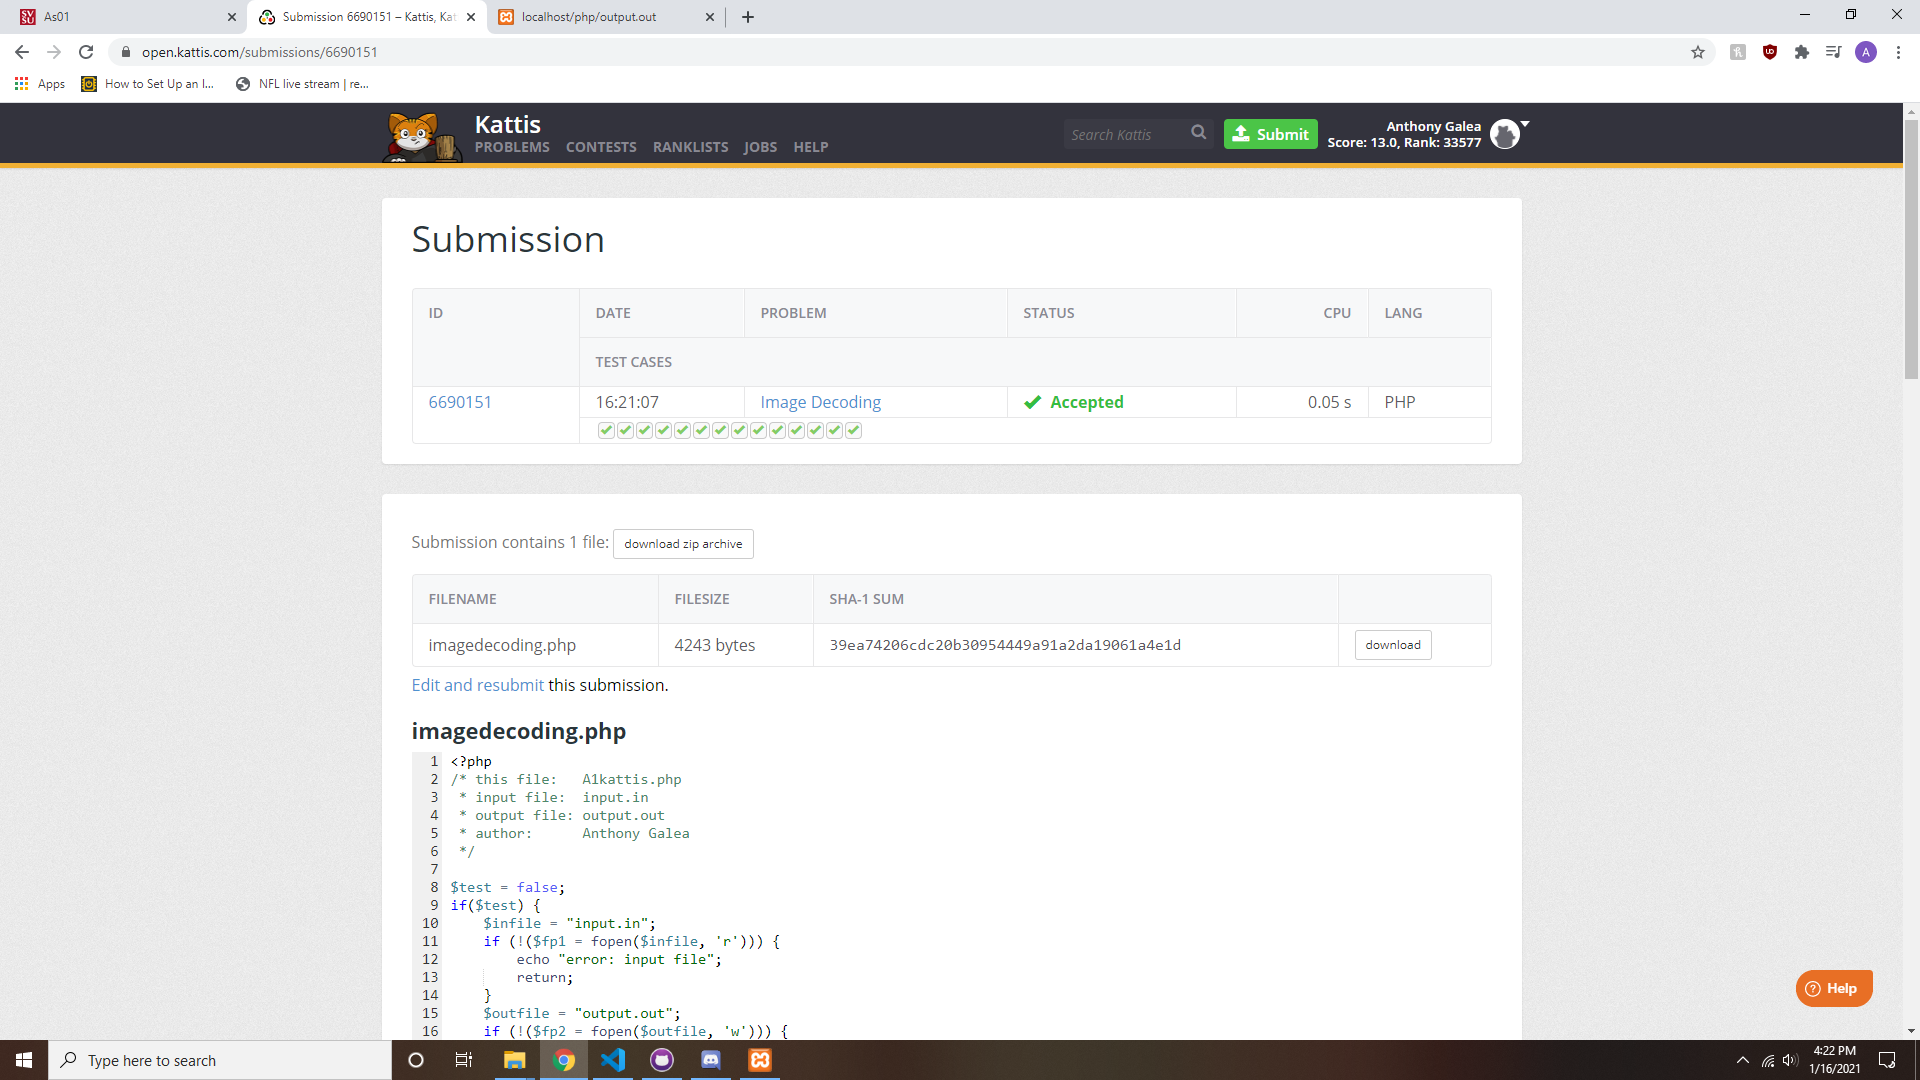 As01
Submission 6690151 – Kattis, Kat
localhost/php/output.out
open.kattis.com/submissions/6690151
Apps
How to Set Up an I...
NFL live stream | re...
Kattis
PROBLEMS CONTESTS RANKLISTS JOBS HELP
Search Kattis
Submit
Anthony Galea
Score: 13.0, Rank: 33577
Submission
ID DATE PROBLEM STATUS CPU LANG
TEST CASES
6690151 16:21:07 Image Decoding Accepted 0.05 s PHP
Submission contains 1 file: download zip archive
FILENAME FILESIZE SHA-1 SUM
imagedecoding.php 4243 bytes 39ea74206cdc20b30954449a91a2da19061a4e1d download
Edit and resubmit this submission.
imagedecoding.php
1 <?php
2 /* this file:   A1kattis.php
3  * input file:  input.in
4  * output file: output.out
5  * author:      Anthony Galea
6  */
7
8 $test = false;
9 if($test) {
10     $infile = "input.in";
11     if (!($fp1 = fopen($infile, 'r'))) {
12         echo "error: input file";
13         return;
14     }
15     $outfile = "output.out";
16     if (!($fp2 = fopen($outfile, 'w'))) {
Help
Type here to search
4:22 PM
1/16/2021